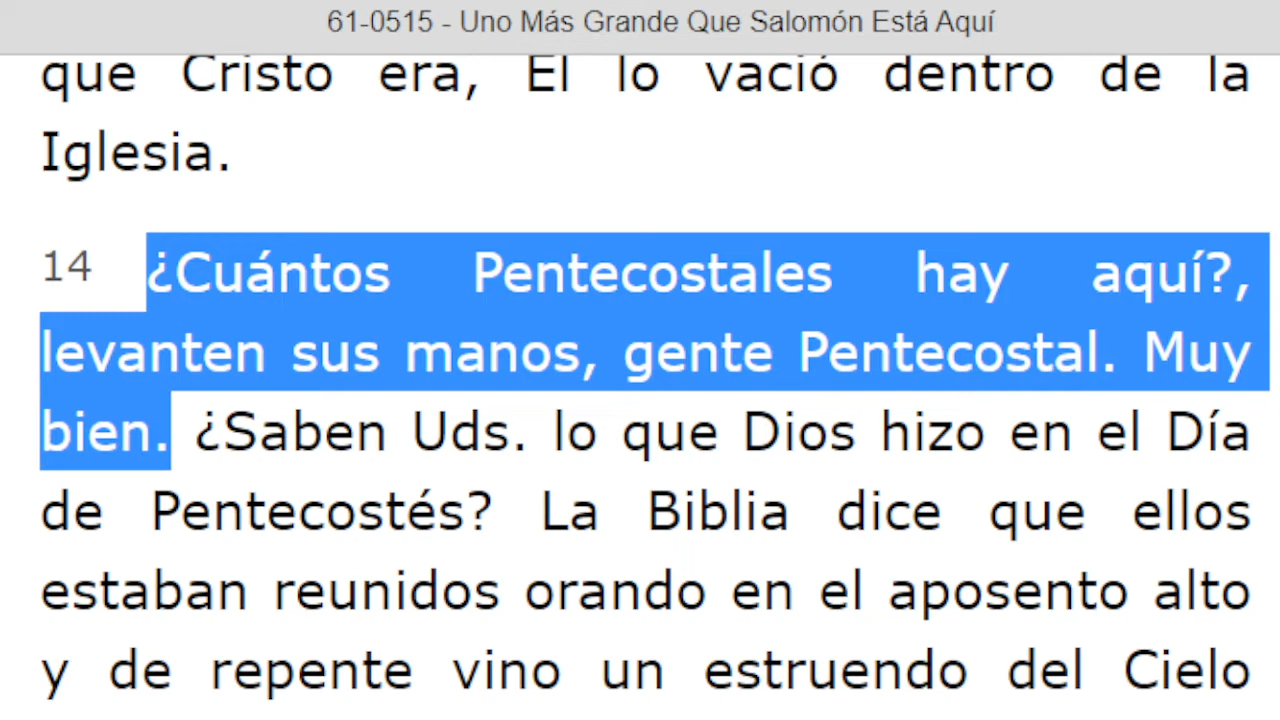 61-0515 - Uno Más Grande Que Salomón Está Aquí
que Cristo era, El lo vació dentro de la
Iglesia.
14 ¿Cuántos Pentecostales hay aquí?,
levanten sus manos, gente Pentecostal. Muy
bien. ¿Saben Uds. lo que Dios hizo en el Día
de Pentecostés? La Biblia dice que ellos
estaban reunidos orando en el aposento alto
y de repente vino un estruendo del Cielo